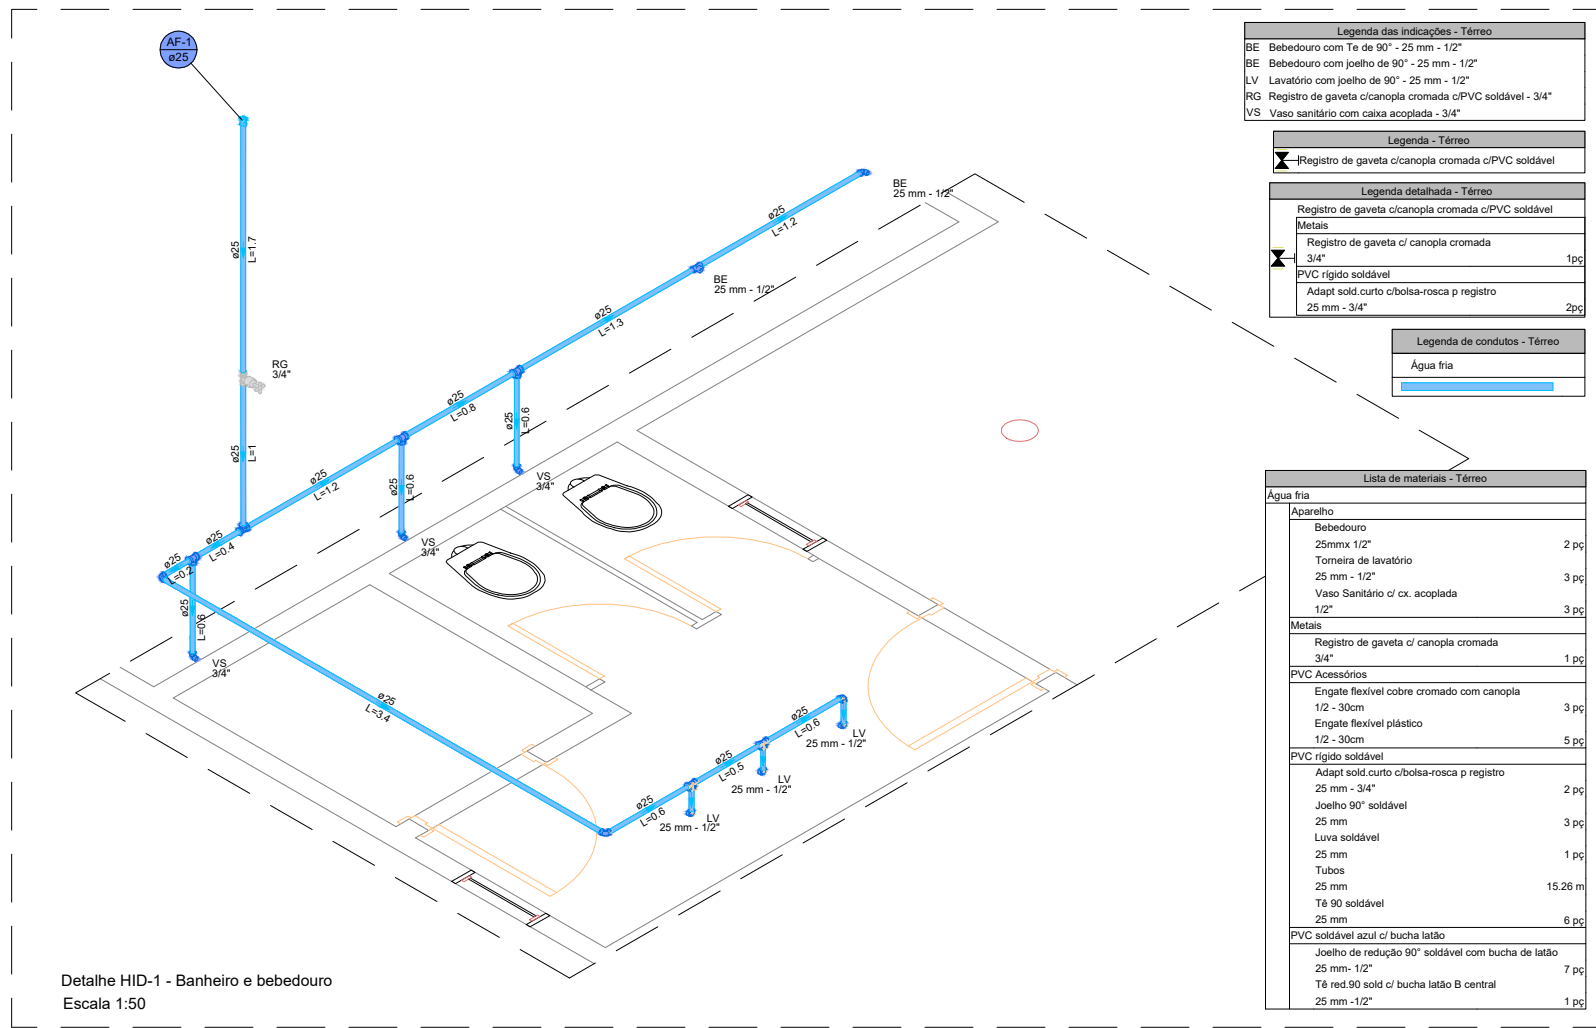 AF-1
ø25
ø25
L=1.7
RG
3/4"
ø25
L=1
BE
25 mm - 1/2"
ø25
L=1.2
BE
25 mm - 1/2"
ø25
L=1.3
ø25
L=0.8
ø25
L=0.6
VS
3/4"
ø25
L=1.2
ø25
L=0.6
VS
3/4"
ø25
L=0.4
ø25
L=0.2
ø25
L=0.6
VS
3/4"
ø25
L=3.4
ø25
L=0.6
LV
25 mm - 1/2"
ø25
L=0.5
LV
25 mm - 1/2"
ø25
L=0.6
LV
25 mm - 1/2"
Detalhe HID-1 - Banheiro e bebedouro
Escala 1:50
Legenda das indicações - Térreo
BE Bebedouro com Te de 90° - 25 mm - 1/2"
BE Bebedouro com joelho de 90° - 25 mm - 1/2"
LV Lavatório com joelho de 90° - 25 mm - 1/2"
RG Registro de gaveta c/canopla cromada c/PVC soldável - 3/4"
VS Vaso sanitário com caixa acoplada - 3/4"
Legenda - Térreo
Registro de gaveta c/canopla cromada c/PVC soldável
Legenda detalhada - Térreo
Registro de gaveta c/canopla cromada c/PVC soldável
Metais
Registro de gaveta c/ canopla cromada
3/4" 1pç
PVC rígido soldável
Adapt sold.curto c/bolsa-rosca p registro
25 mm - 3/4" 2pç
Legenda de condutos - Térreo
Água fria
Lista de materiais - Térreo
Água fria
Aparelho
Bebedouro
25mmx 1/2" 2 pç
Torneira de lavatório
25 mm - 1/2" 3 pç
Vaso Sanitário c/ cx. acoplada
1/2" 3 pç
Metais
Registro de gaveta c/ canopla cromada
3/4" 1 pç
PVC Acessórios
Engate flexível cobre cromado com canopla
1/2 - 30cm 3 pç
Engate flexível plástico
1/2 - 30cm 5 pç
PVC rígido soldável
Adapt sold.curto c/bolsa-rosca p registro
25 mm - 3/4" 2 pç
Joelho 90° soldável
25 mm 3 pç
Luva soldável
25 mm 1 pç
Tubos
25 mm 15.26 m
Tê 90 soldável
25 mm 6 pç
PVC soldável azul c/ bucha latão
Joelho de redução 90° soldável com bucha de latão
25 mm- 1/2" 7 pç
Tê red.90 sold c/ bucha latão B central
25 mm -1/2" 1 pç